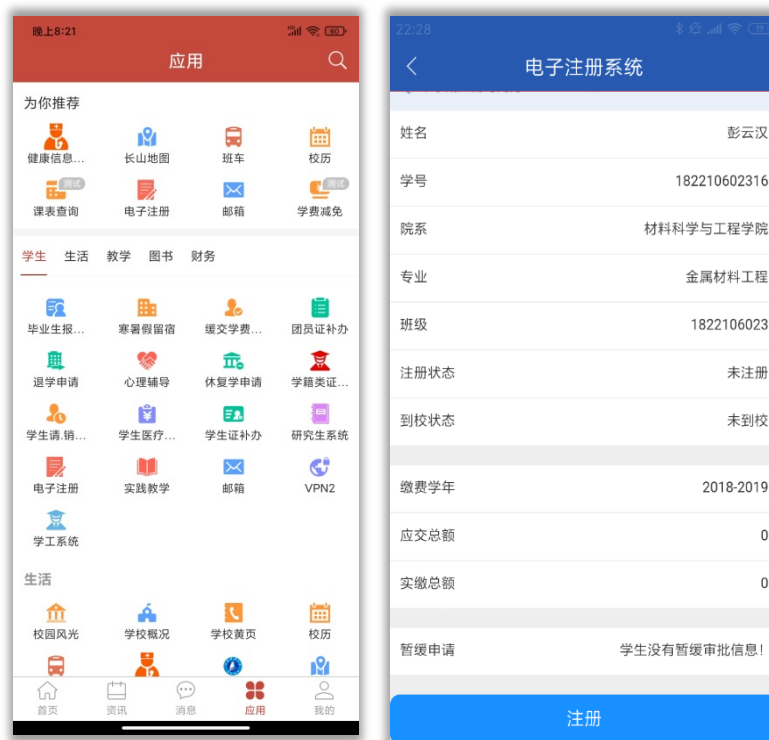 晚上8:21
60
应用
为你推荐
健康信息... 长山地图 班车 校历
测试 测试
课表查询 电子注册 邮箱 学费减免
学生 生活 教学 图书 财务
毕业生报... 寒暑假留宿 缓交学费... 团员证补办
退学申请 心理辅导 休复学申请 学籍类证...
学生请.销... 学生医疗... 学生证补办 研究生系统
电子注册 实践教学 邮箱 VPN2
学工系统
生活
校园风光 学校概况 学校黄页 校历
首页 资讯 消息 应用 我的
22:28
电子注册系统
姓名 彭云汉
学号 182210602316
院系 材料科学与工程学院
专业 金属材料工程
班级 1822106023
注册状态 未注册
到校状态 未到校
缴费学年 2018-2019
应交总额 0
实缴总额 0
暂缓申请 学生没有暂缓审批信息!
注册